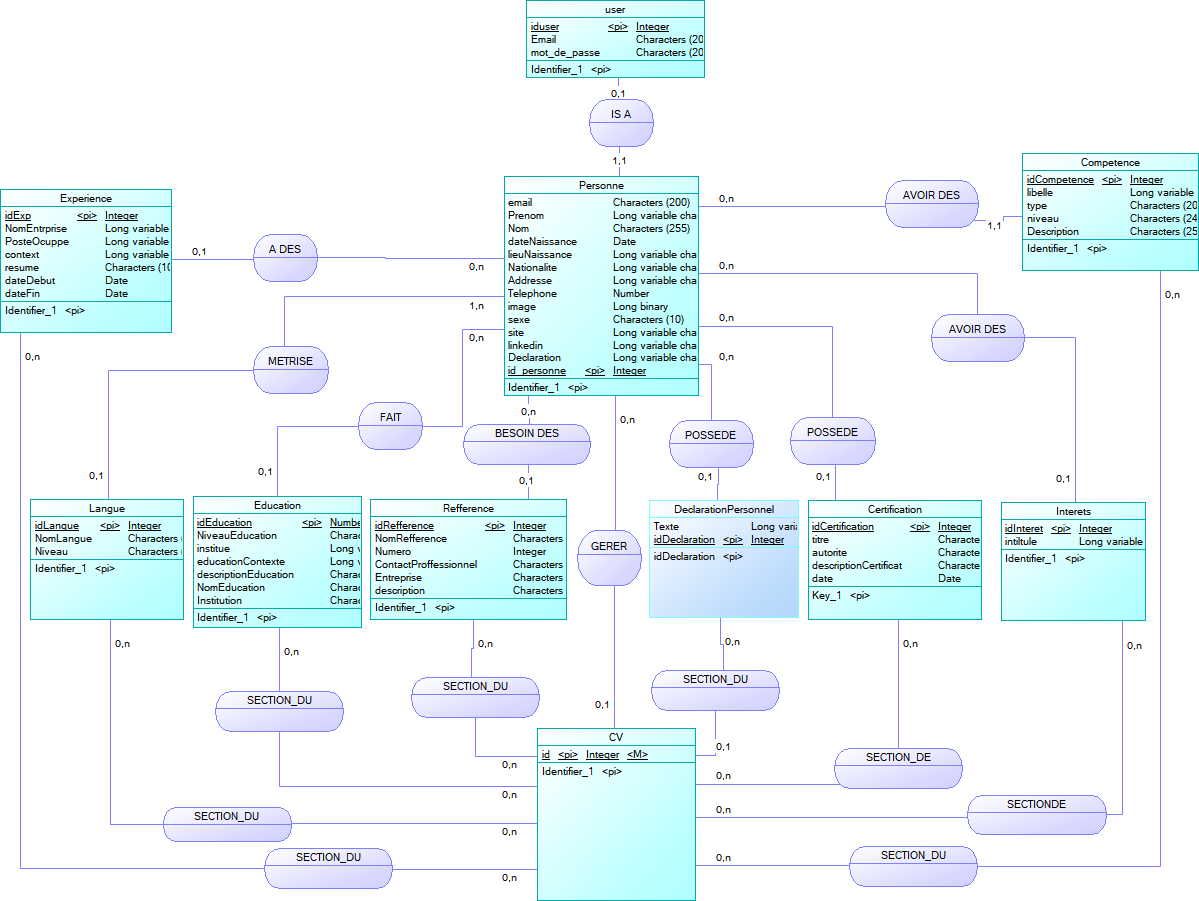 user
iduser <pi> Integer
Email Characters (20
mot_de_passe Characters (20
Identifier_1 <pi>
0,1
IS A
1,1
Experience
idExp <pi> Integer
NomEntrprise Long variable
PosteOcuppe Long variable
context Long variable
resume Characters (10
dateDebut Date
dateFin Date
Identifier_1 <pi>
0,1
A DES
0,n
Personne
email Characters (200)
Prenom Long variable cha
Nom Characters (255)
dateNaissance Date
lieuNaissance Long variable cha
Nationalite Long variable cha
Addresse Long variable cha
Telephone Number
image Long binary
sexe Characters (10)
site Long variable cha
linkedin Long variable cha
Declaration Long variable cha
id_personne <pi> Integer
Identifier_1 <pi>
0,n
AVOIR DES
1,1
Competence
idCompetence <pi> Integer
libelle Long variable
type Characters (20
niveau Characters (24
Description Characters (25
Identifier_1 <pi>
0,n
0,n
AVOIR DES
0,1
1,n
METRISE
0,1
0,n
FAIT
0,1
0,n
BESOIN DES
0,1
0,n
GERER
0,1
0,n
POSSEDE
0,1
0,n
POSSEDE
0,1
0,n
Langue
idLangue <pi> Integer
NomLangue Characters (
Niveau Characters (
Identifier_1 <pi>
0,n
Education
idEducation <pi> Numbe
NiveauEducation Charac
institue Long v
educationContexte Long v
descriptionEducation Charac
NomEducation Charac
Institution Charac
Identifier_1 <pi>
0,n
Refference
idRefference <pi> Integer
NomRefference Characters
Numero Integer
ContactProffessionnel Characters
Entreprise Characters
description Characters
Identifier_1 <pi>
0,n
DeclarationPersonnel
Texte Long varia
idDeclaration <pi> Integer
idDeclaration <pi>
0,n
Certification
idCertification <pi> Integer
titre Characte
autorite Characte
descriptionCertificat Characte
date Date
Key_1 <pi>
0,n
Interets
idInteret <pi> Integer
intiltule Long variable
Identifier_1 <pi>
0,n
SECTION_DU
0,n
SECTION_DU
0,n
SECTION_DU
0,1
SECTION_DE
0,n
SECTIONDE
0,n
SECTION_DU
0,n
SECTION_DU
0,n
SECTION_DU
0,n
CV
id <pi> Integer <M>
Identifier_1 <pi>